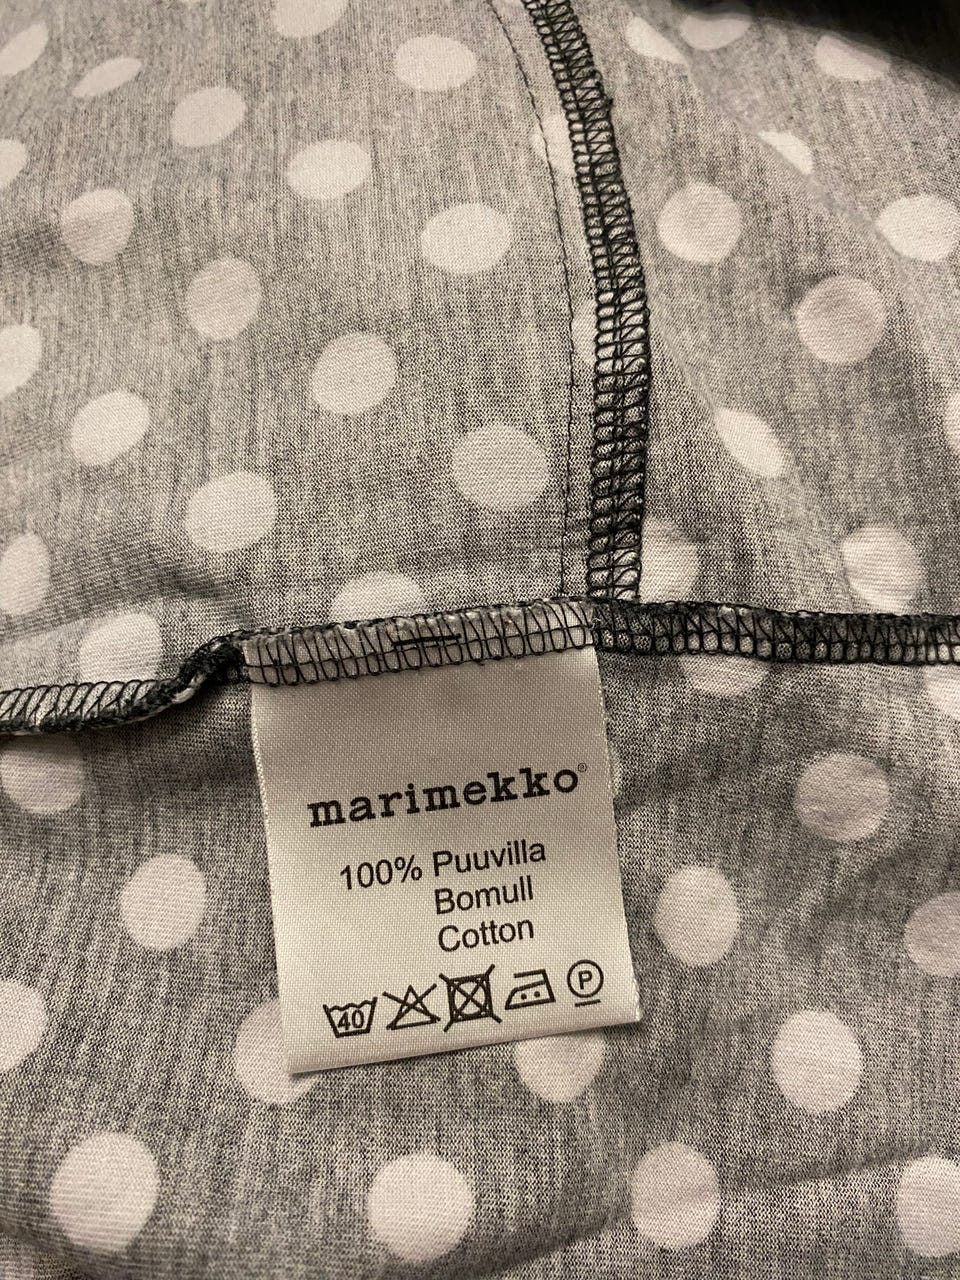 marimekko®
100% Puuvilla
Bomull
Cotton
40 P